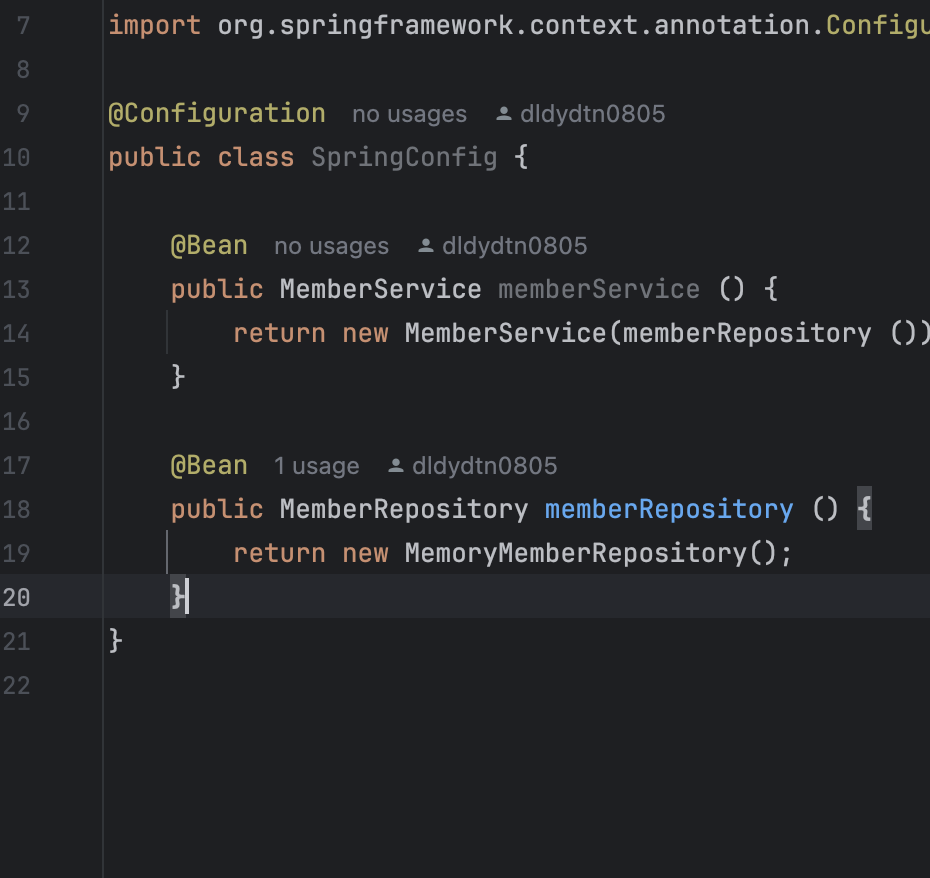 7 import org.springframework.context.annotation.Configu
8
9 @Configuration no usages dldydtn0805
10 public class SpringConfig {
11
12 @Bean no usages dldydtn0805
13 public MemberService memberService () {
14 return new MemberService(memberRepository ())
15 }
16
17 @Bean 1 usage dldydtn0805
18 public MemberRepository memberRepository () {
19 return new MemoryMemberRepository();
20 }
21 }
22